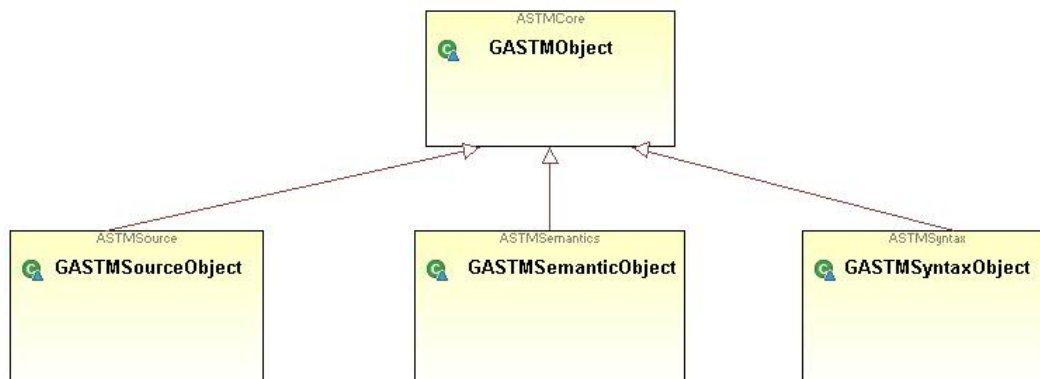 ASTMCore
GASTMObject
ASTMSource
GASTMSourceObject
ASTMSemantics
GASTMSemanticObject
ASTMSyntax
GASTMSyntaxObject